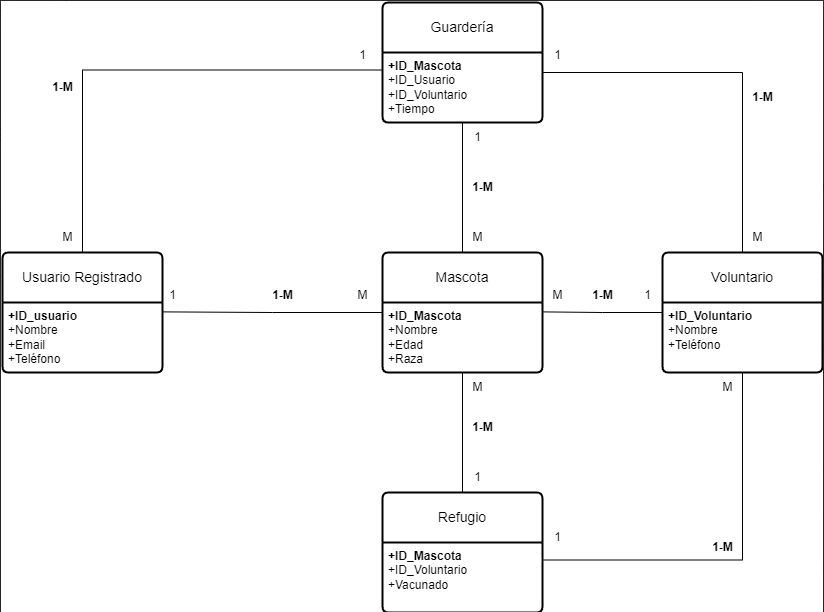 Guardería
1
1
+ID_Mascota
+ID_Usuario
+ID_Voluntario
+Tiempo
1-M
1-M
1
1-M
M
M
M
Usuario Registrado
Mascota
Voluntario
1
1-M
M
M
1-M
1
+ID_usuario
+Nombre
+Email
+Teléfono
+ID_Mascota
+Nombre
+Edad
+Raza
+ID_Voluntario
+Nombre
+Teléfono
M
M
1-M
1
Refugio
1
1-M
+ID_Mascota
+ID_Voluntario
+Vacunado